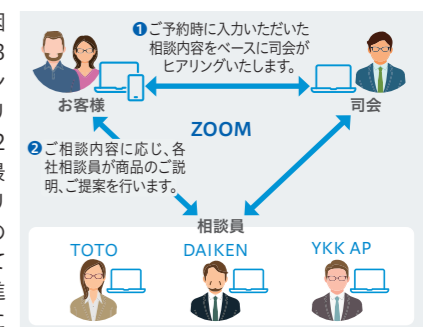 ❶ご予約時に入力いただいた
相談内容をベースに司会が
ヒアリングいたします。
お客様
司会
ZOOM
❷ご相談内容に応じ、各
社相談員が商品のご説
明、ご提案を行います。
相談員
TOTO
DAIKEN
YKK AP